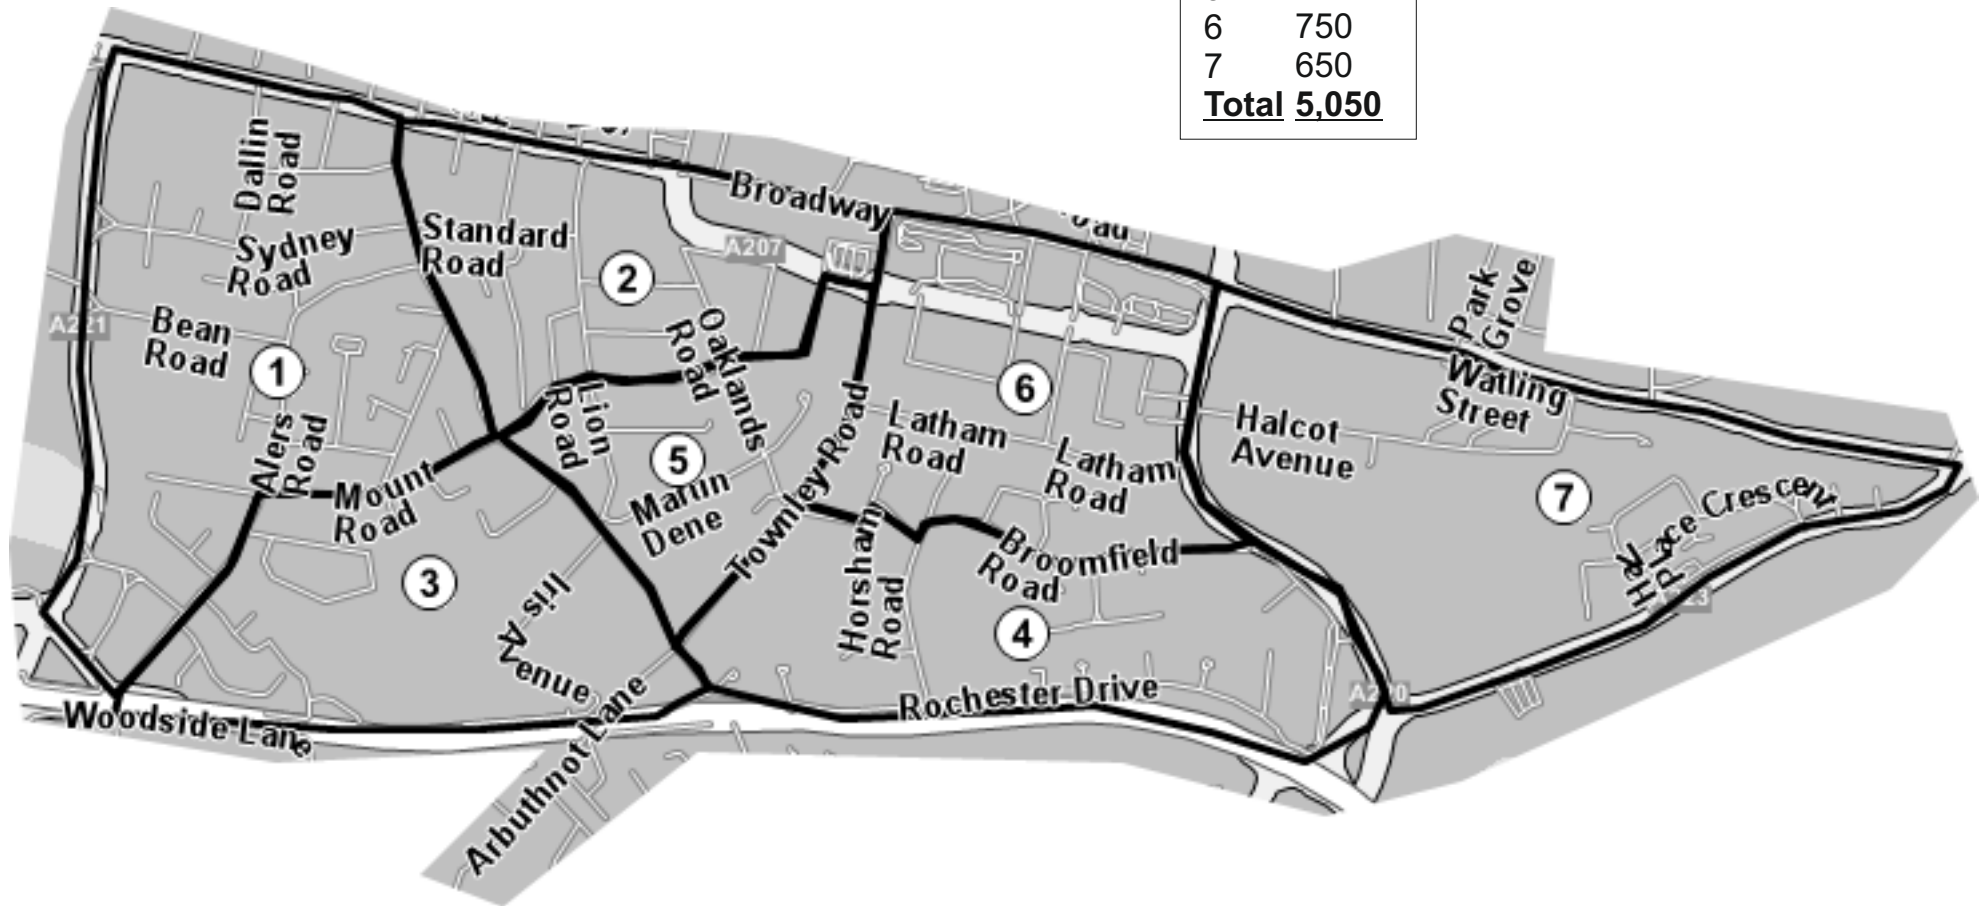 6 750
7 650
Total 5,050
Dallin
Road
Broadway
Standard
Road
Sydney
Road
2
A207
Park
Grove
Bean
Road
A221
1
Oaklands
Road
6
Watling
Street
Lion
Road
Halcot
Avenue
Latham
Road
Alers
Road
5
Latham
Road
7
Mount
Road
Martin
Dene
Townley Road
Crescent
Place
Horsham
Road
Broomfield
Road
3
Iris
Avenue
4
Rochester Drive
Woodside Lane
Arbuthnot Lane